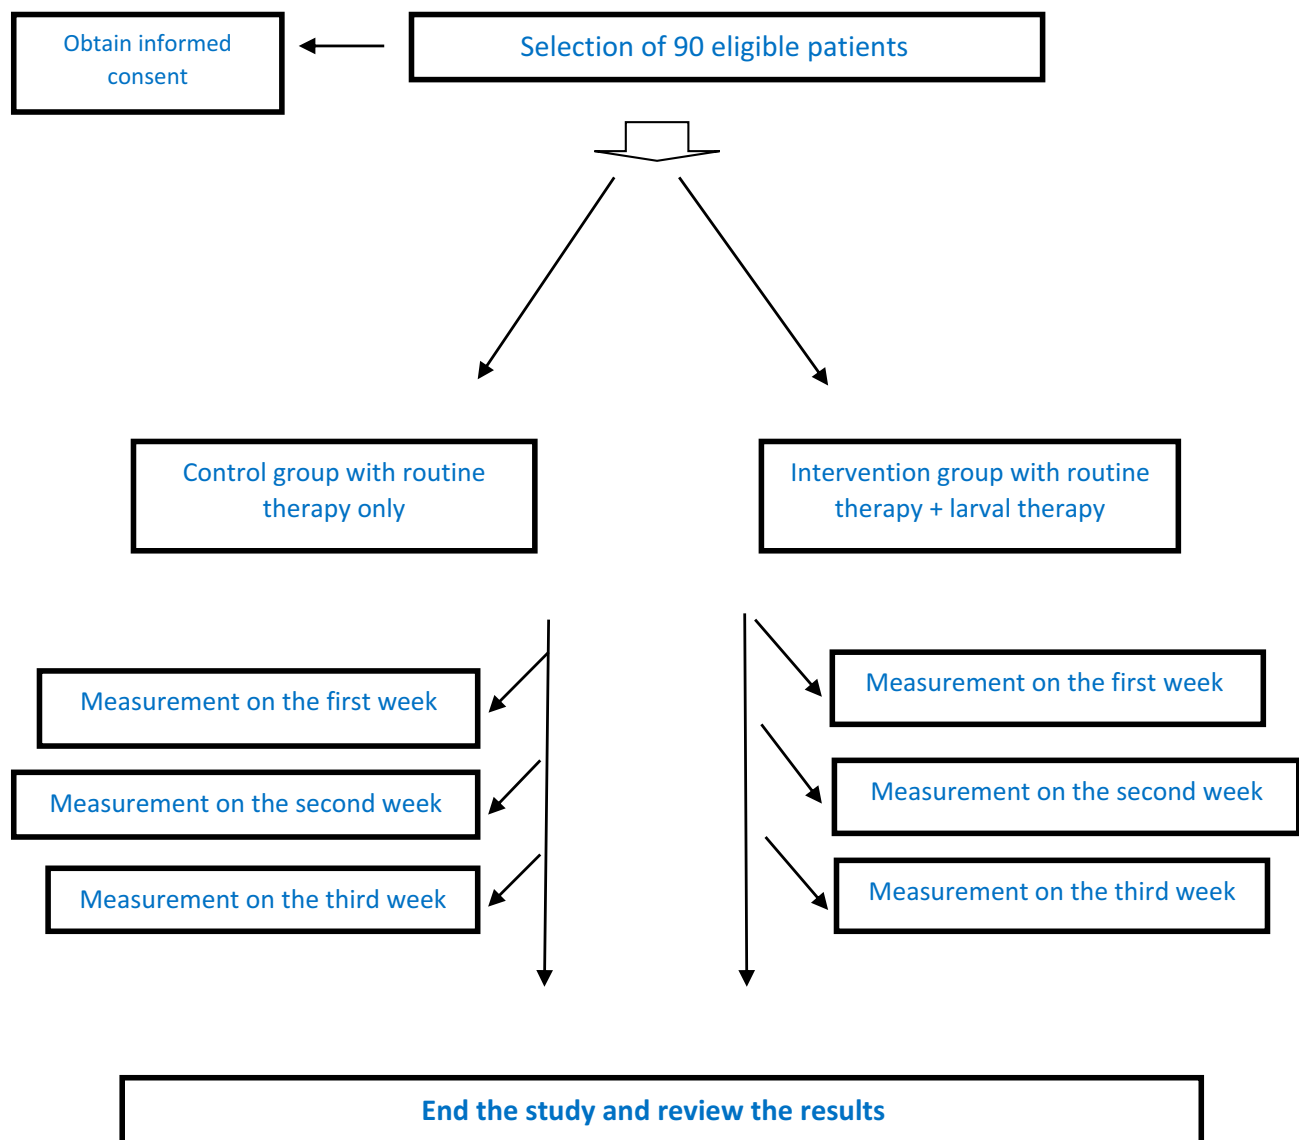 Obtain informed
consent
Selection of 90 eligible patients
Control group with routine
therapy only
Intervention group with routine
therapy + larval therapy
Measurement on the first week
Measurement on the second week
Measurement on the third week
Measurement on the first week
Measurement on the second week
Measurement on the third week
End the study and review the results